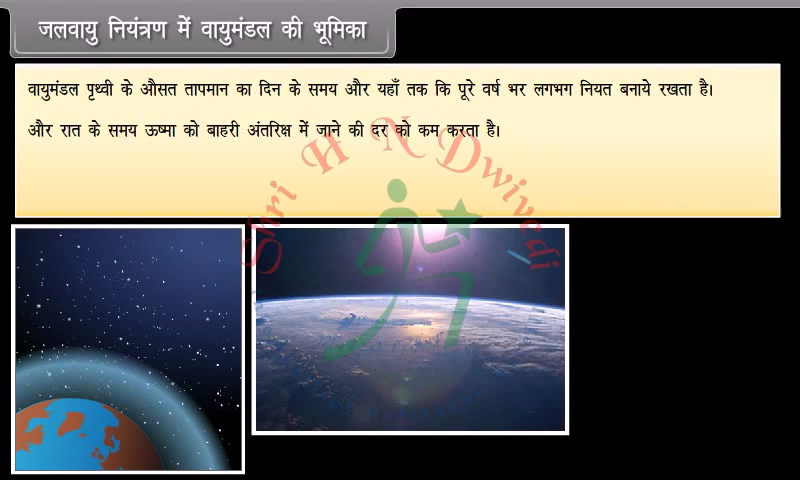 जलवायु नियंत्रण में वायुमंडल की भूमिका
वायुमंडल पृथ्वी के औसत तापमान का दिन के समय और यहाँ तक कि पूरे वर्ष भर लगभग नियत बनाये रखता है।
और रात के समय ऊष्मा को बाहरी अंतरिक्ष में जाने की दर को कम करता है।
Shri H N Dwivedi